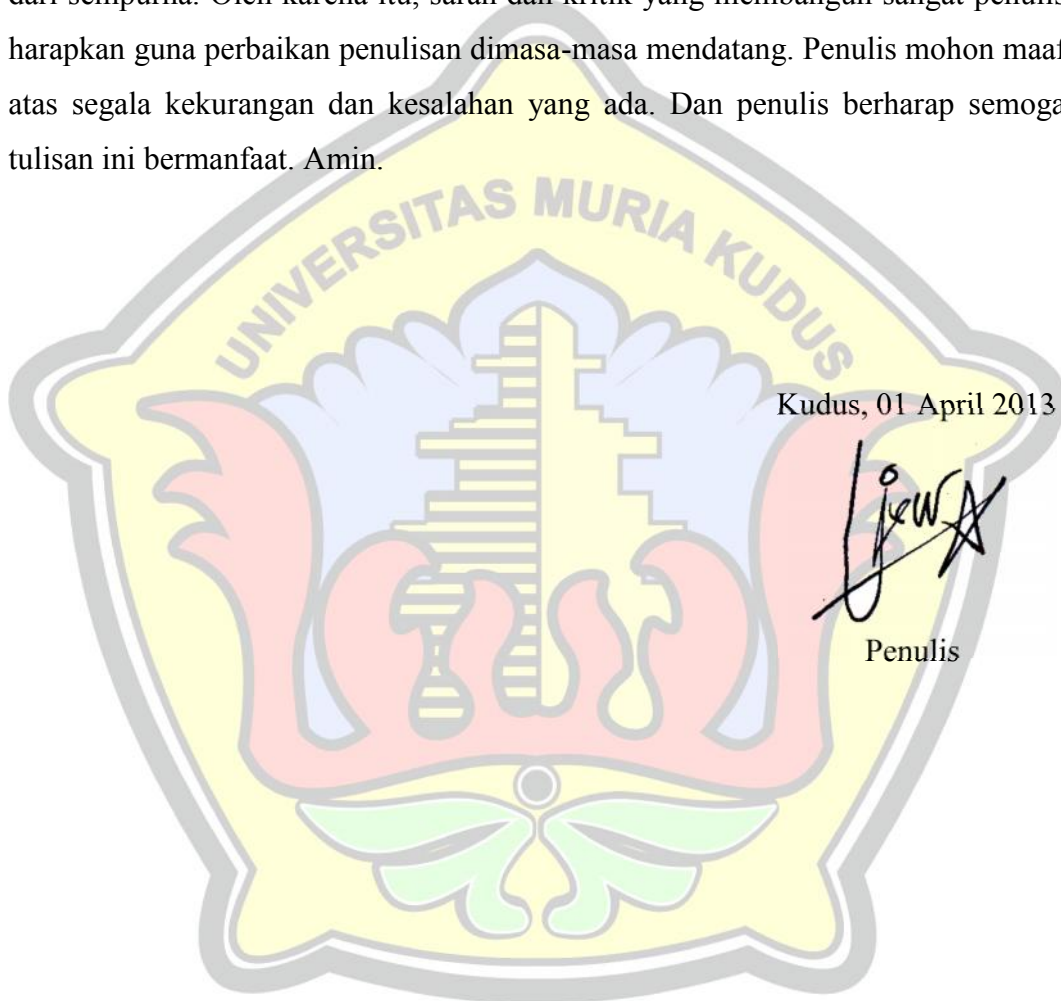 dari sempurna. Oleh karena itu, saran dan kritik yang membangun sangat penulis
harapkan guna perbaikan penulisan dimasa-masa mendatang. Penulis mohon maaf
atas segala kekurangan dan kesalahan yang ada. Dan penulis berharap semoga
tulisan ini bermanfaat. Amin.
UNIVERSITAS MURIA KUDUS
Kudus, 01 April 2013
Penulis